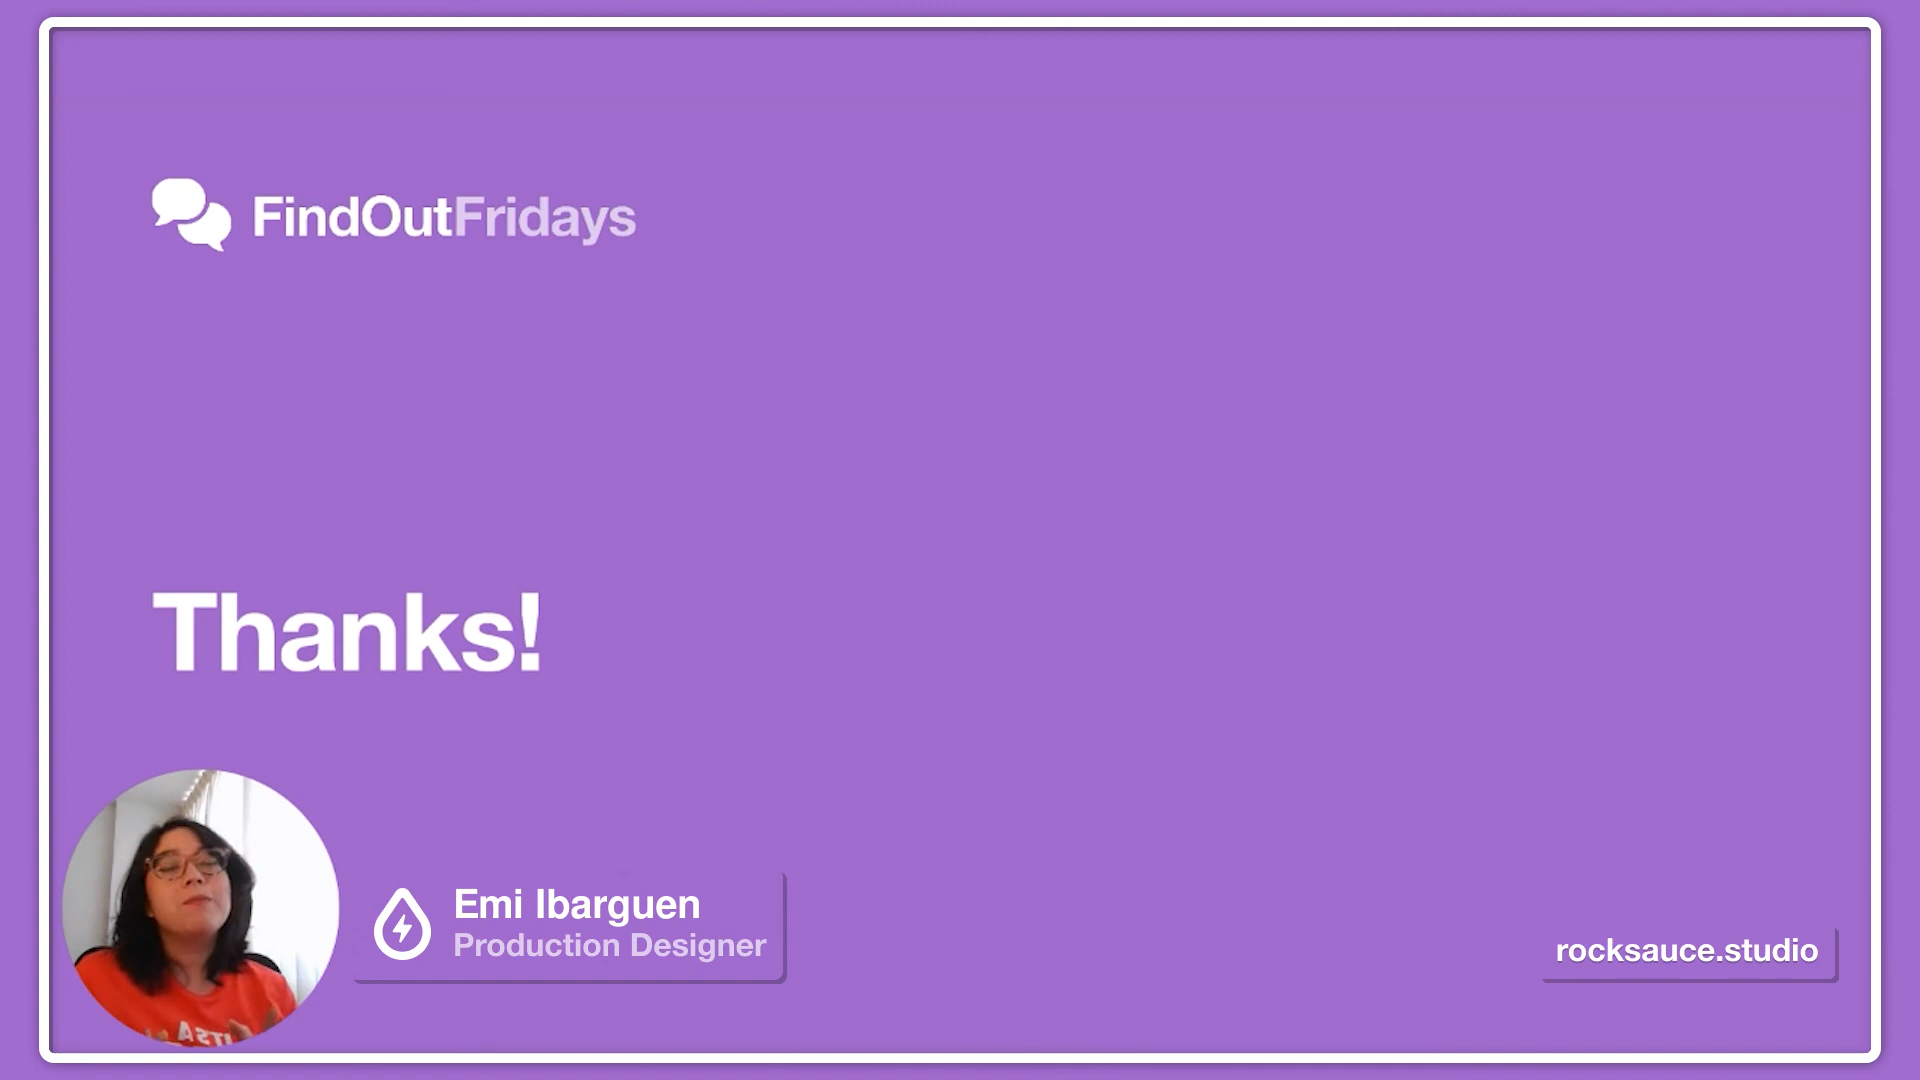 FindOutFridays
Thanks!
Emi Ibarguen
Production Designer
rocksauce.studio